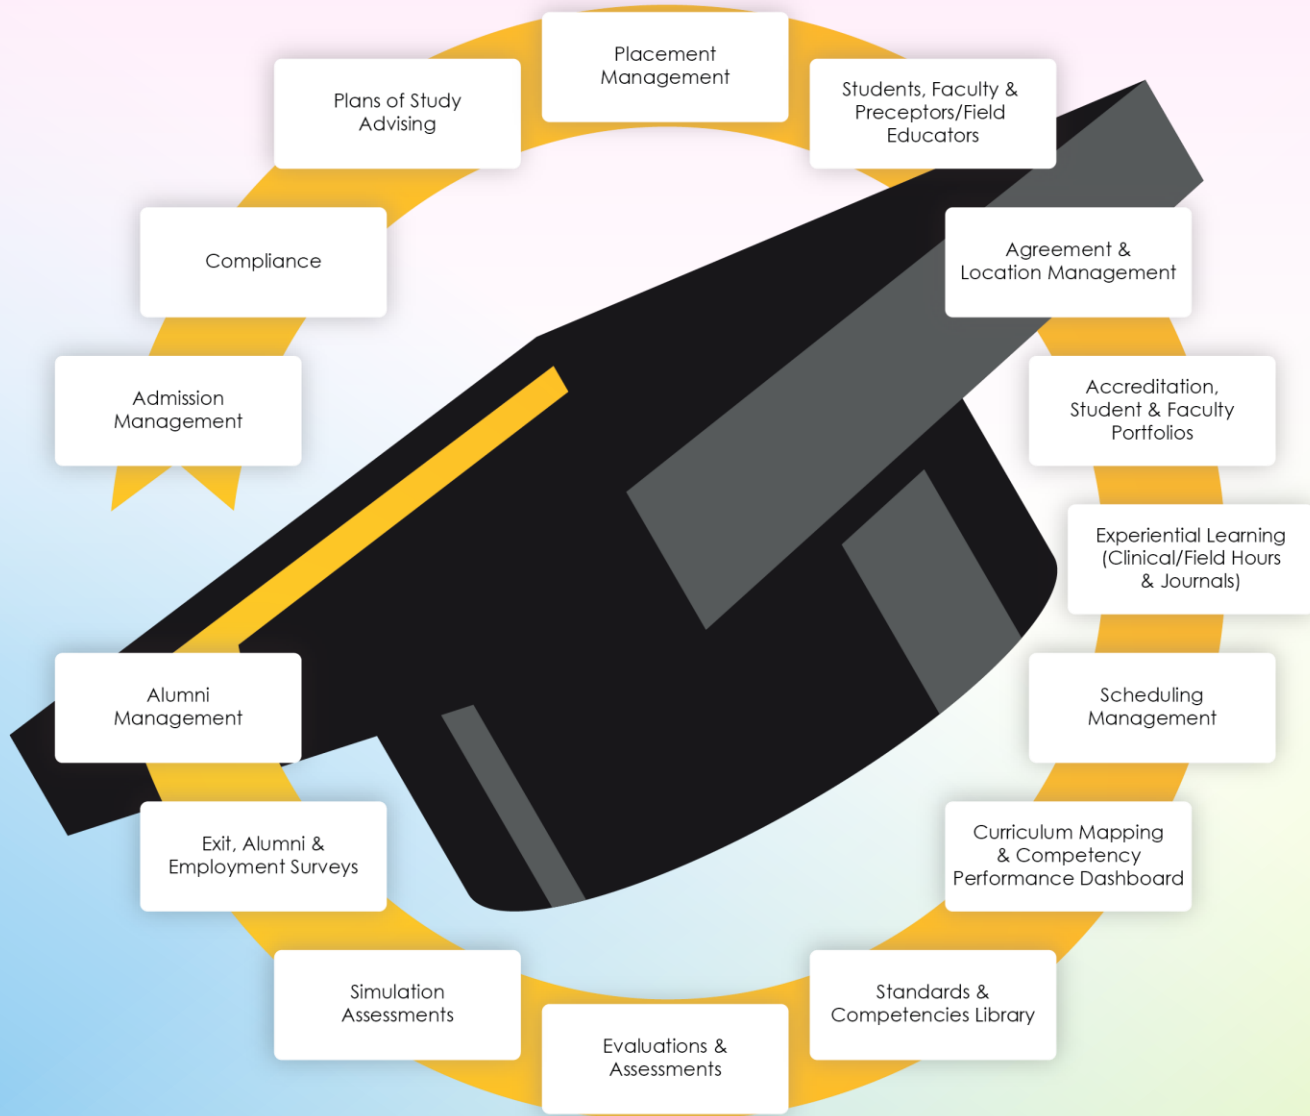 Placement
Management
Students, Faculty &
Preceptors/Field
Educators
Agreement &
Location Management
Accreditation,
Student & Faculty
Portfolios
Experiential Learning
(Clinical/Field Hours
& Journals)
Scheduling
Management
Curriculum Mapping
& Competency
Performance Dashboard
Standards &
Competencies Library
Evaluations &
Assessments
Simulation
Assessments
Exit, Alumni &
Employment Surveys
Alumni
Management
Admission
Management
Compliance
Plans of Study
Advising